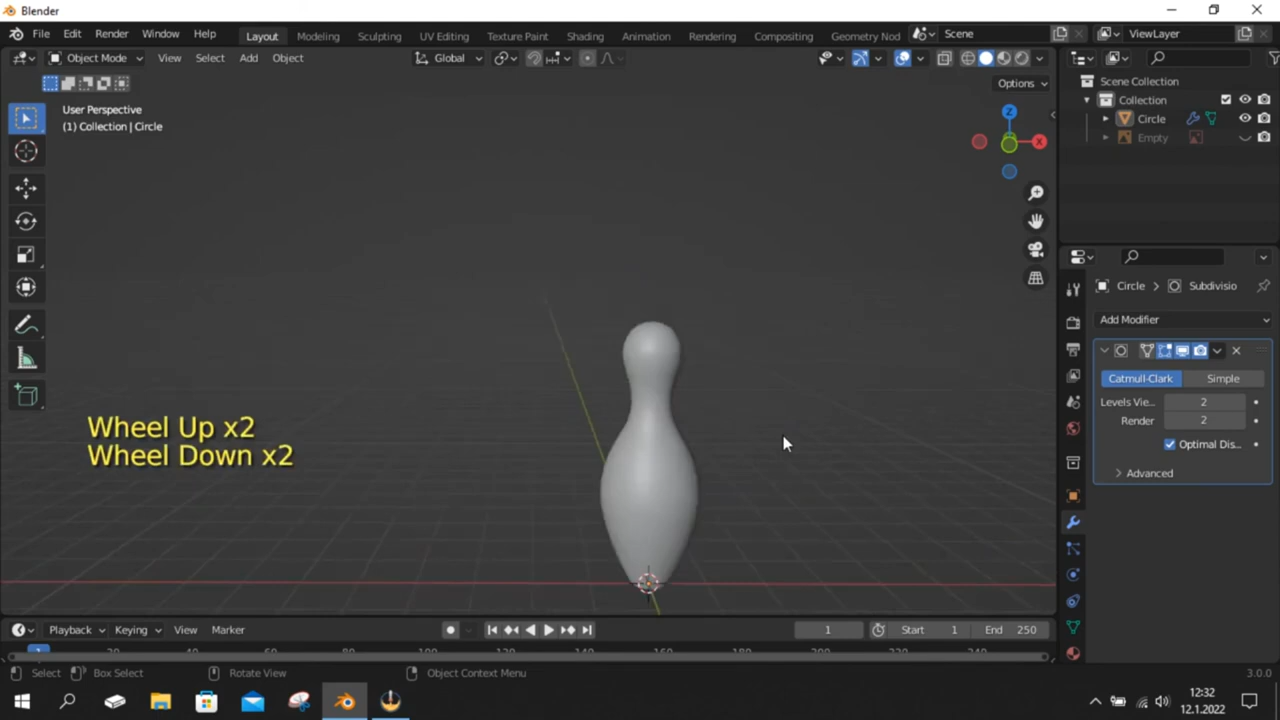 Blender
File Edit Render Window Help Layout Modeling Sculpting UV Editing Texture Paint Shading Animation Rendering Compositing Geometry Nod Scene ViewLayer
Object Mode View Select Add Object Global
Options
User Perspective
(1) Collection | Circle
Z
X
Scene Collection
Collection
Circle
Empty
Circle > Subdivisio
Add Modifier
Catmull-Clark Simple
Levels Vie... 2
Render 2
Optimal Dis...
Advanced
Wheel Up x2
Wheel Down x2
Playback Keying View Marker 1 Start 1 End 250
Select Box Select Rotate View Object Context Menu 3.0.0
12:32
12.1.2022